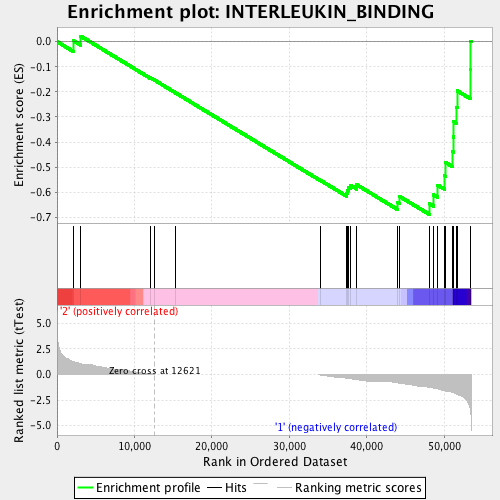 Enrichment plot: INTERLEUKIN_BINDING
Enrichment score (ES)
0.0
-0.1
-0.2
-0.3
-0.4
-0.5
-0.6
-0.7
'2' (positively correlated)
Ranked list metric (tTest)
5.0
2.5
0.0
-2.5
-5.0
Zero cross at 12621
'1' (negatively correlated)
0
10,000
20,000
30,000
40,000
50,000
Rank in Ordered Dataset
Enrichment profile
Hits
Ranking metric scores